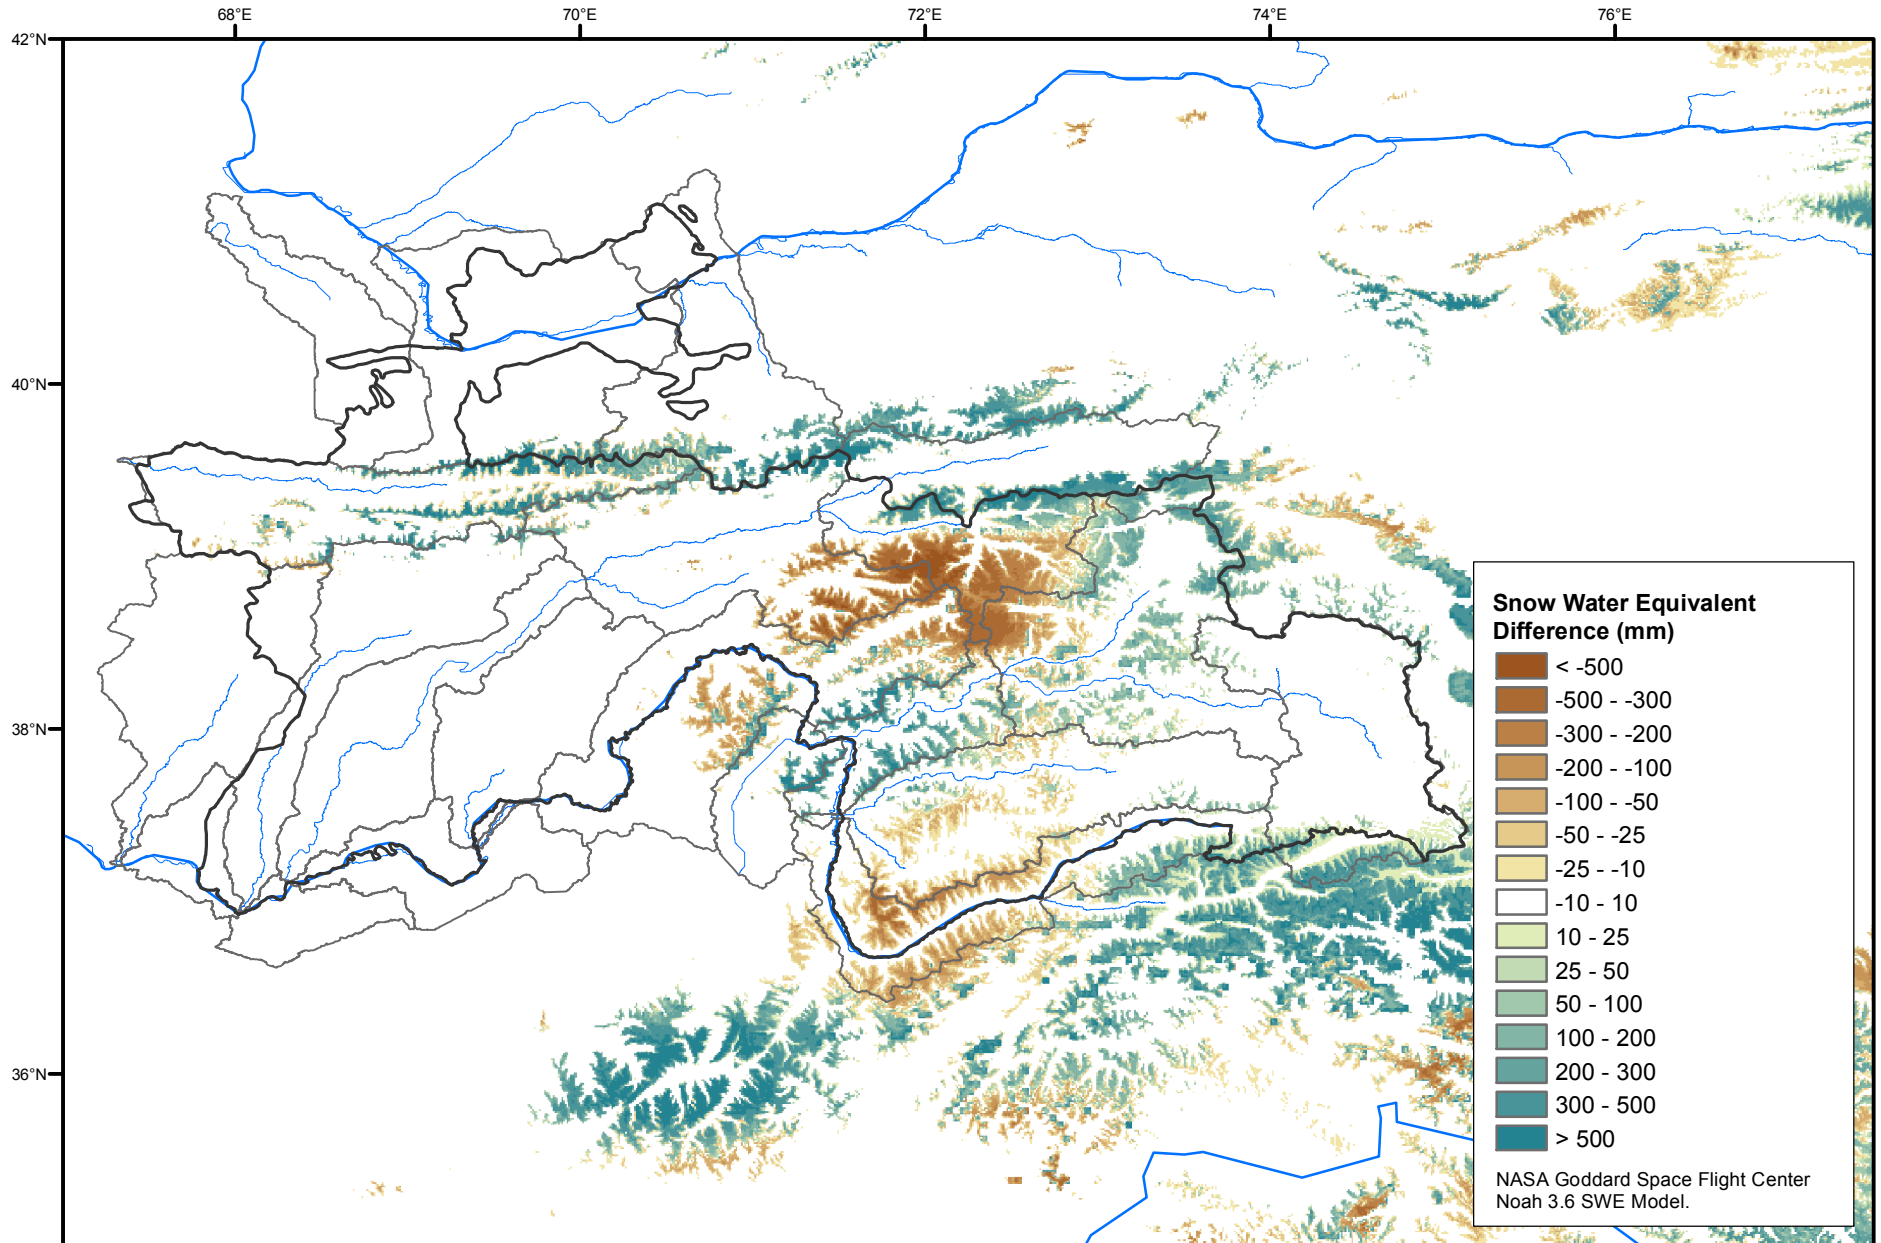 68°E
70°E
72°E
74°E
76°E
42°N
40°N
38°N
36°N
Snow Water Equivalent
Difference (mm)
< -500
-500 - -300
-300 - -200
-200 - -100
-100 - -50
-50 - -25
-25 - -10
-10 - 10
10 - 25
25 - 50
50 - 100
100 - 200
200 - 300
300 - 500
> 500
NASA Goddard Space Flight Center
Noah 3.6 SWE Model.